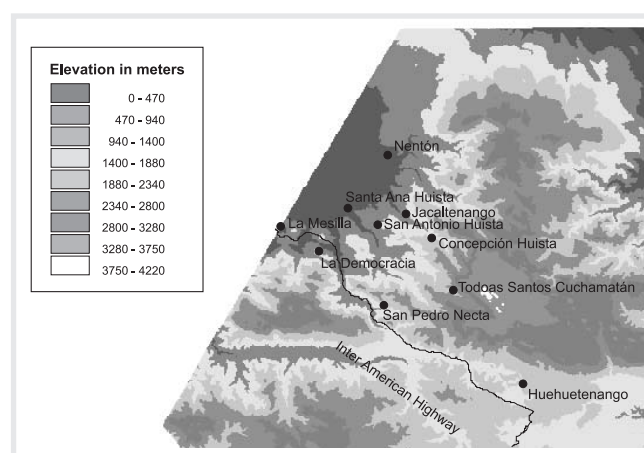 Elevation in meters
0 - 470
470 - 940
940 - 1400
1400 - 1880
1880 - 2340
2340 - 2800
2800 - 3280
3280 - 3750
3750 - 4220
Nentón
Santa Ana Huista
Jacaltenango
La Mesilla
San Antonio Huista
Concepción Huista
La Democracia
Todoas Santos Cuchamatán
San Pedro Necta
Inter American Highway
Huehuetenango